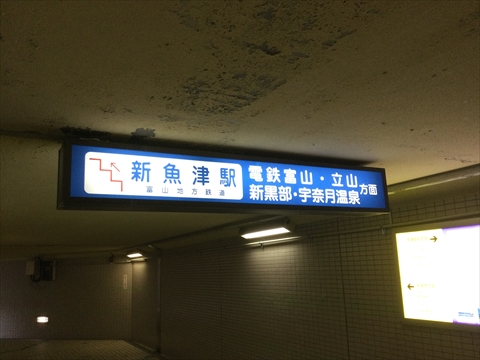 新魚津駅
富山地方鉄道
電鉄富山・立山
新黒部・宇奈月温泉
方面